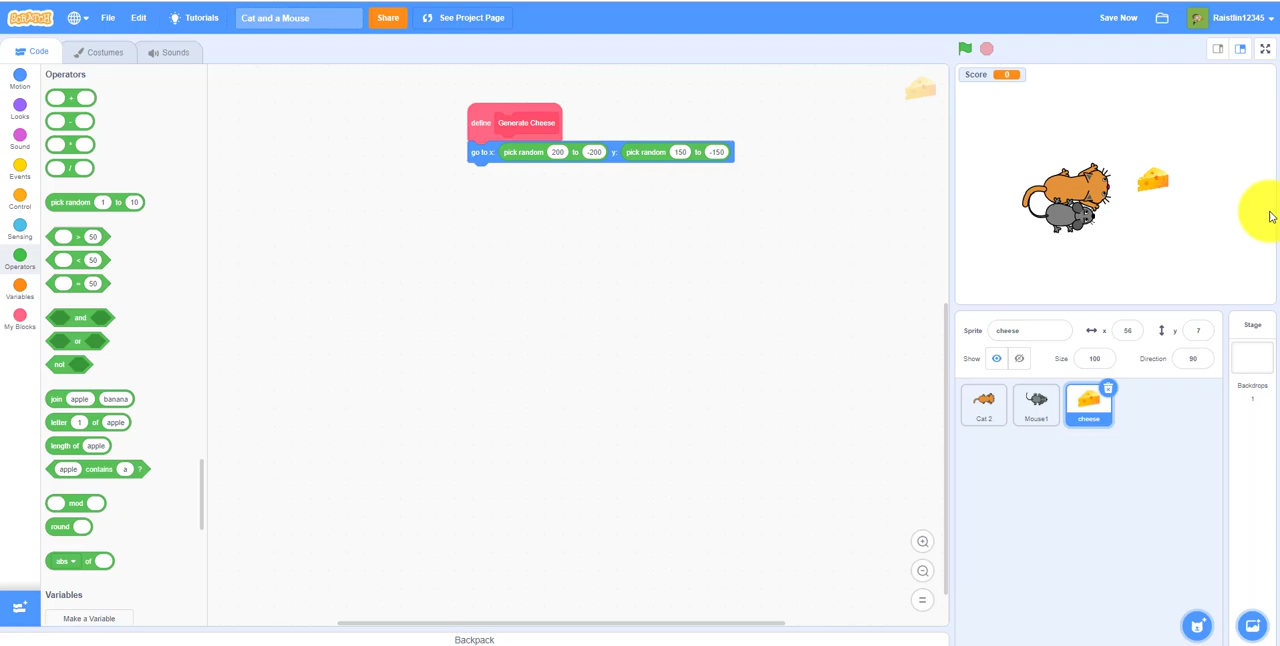 SCRATCH File Edit Tutorials Cat and a Mouse Share See Project Page Save Now Raistlin12345
Code Costumes Sounds
Motion
Looks
Sound
Events
Control
Sensing
Operators
Variables
My Blocks
Operators
+
-
*
/
pick random 1 to 10
> 50
< 50
= 50
and
or
not
join apple banana
letter 1 of apple
length of apple
apple contains a ?
mod
round
abs of
Variables
Make a Variable
define Generate Cheese
go to x: pick random 200 to -200 y: pick random 150 to -150
Score 0
Sprite cheese x 56 y 7
Show Size 100 Direction 90
Cat 2 Mouse1 cheese
Stage
Backdrops
1
Backpack